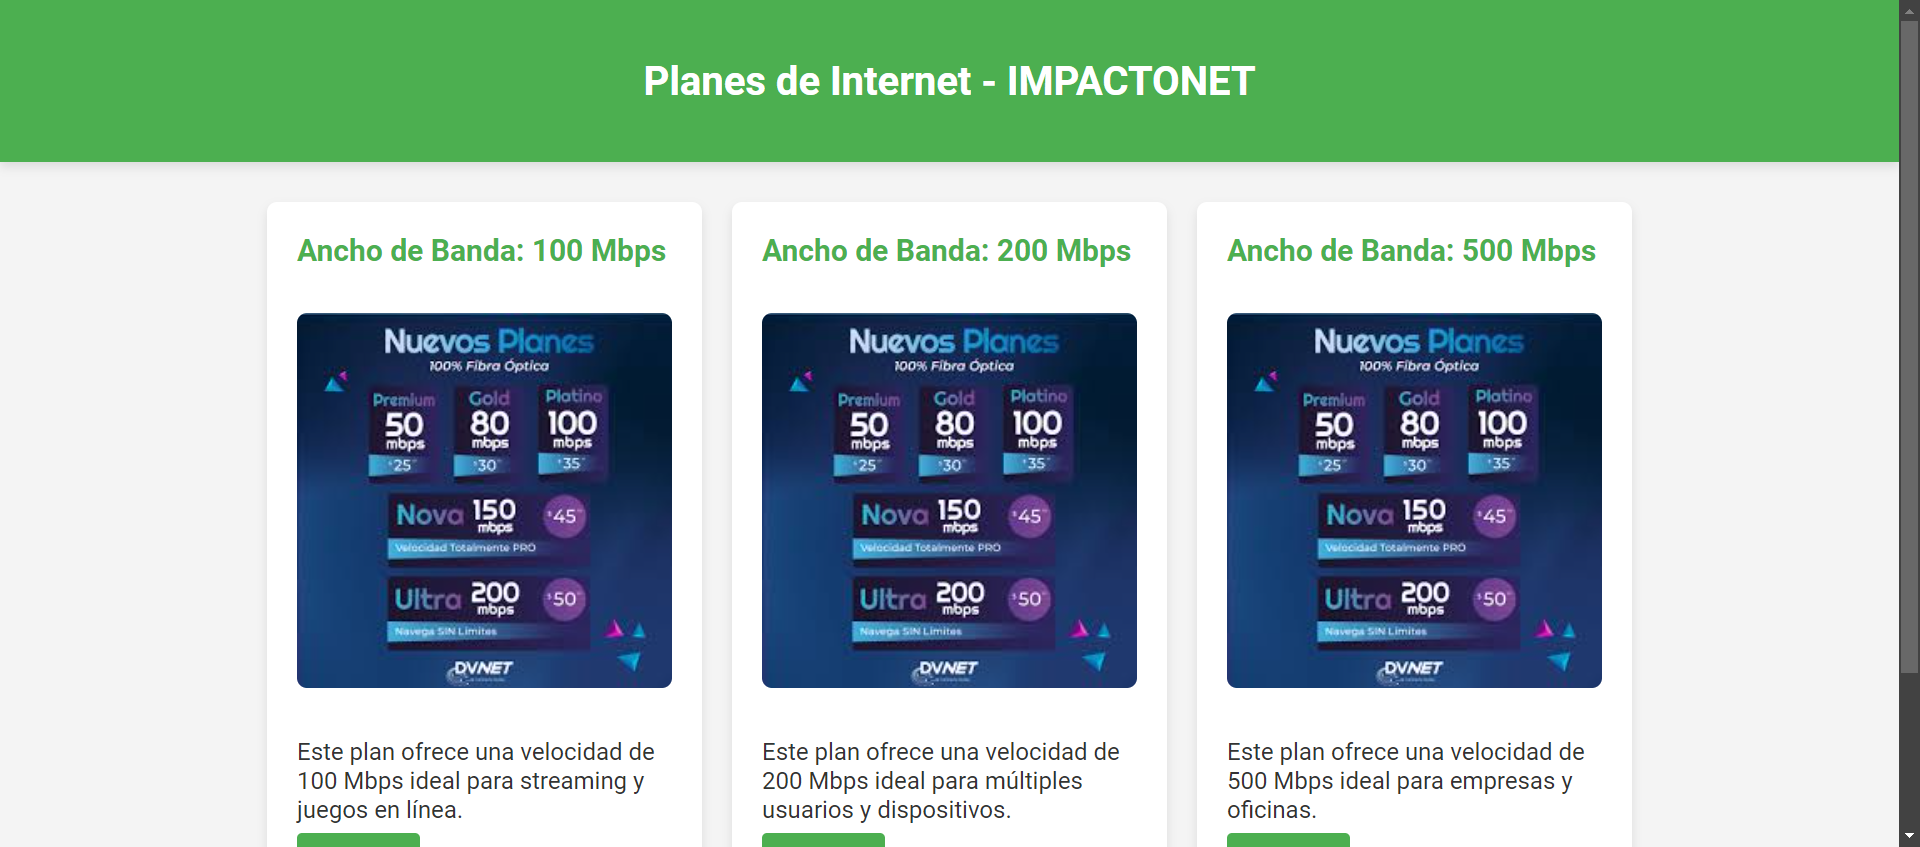 Planes de Internet - IMPACTONET
Ancho de Banda: 100 Mbps
Nuevos Planes
100% Fibra Óptica
Premium
50
mbps
$25
Gold
80
mbps
$30
Platino
100
mbps
$35
Nova 150 mbps $45
Velocidad Totalmente PRO
Ultra 200 mbps $50
Navega SIN Limites
DVNET
Este plan ofrece una velocidad de
100 Mbps ideal para streaming y
juegos en línea.
Ancho de Banda: 200 Mbps
Nuevos Planes
100% Fibra Óptica
Premium
50
mbps
$25
Gold
80
mbps
$30
Platino
100
mbps
$35
Nova 150 mbps $45
Velocidad Totalmente PRO
Ultra 200 mbps $50
Navega SIN Limites
DVNET
Este plan ofrece una velocidad de
200 Mbps ideal para múltiples
usuarios y dispositivos.
Ancho de Banda: 500 Mbps
Nuevos Planes
100% Fibra Óptica
Premium
50
mbps
$25
Gold
80
mbps
$30
Platino
100
mbps
$35
Nova 150 mbps $45
Velocidad Totalmente PRO
Ultra 200 mbps $50
Navega SIN Limites
DVNET
Este plan ofrece una velocidad de
500 Mbps ideal para empresas y
oficinas.